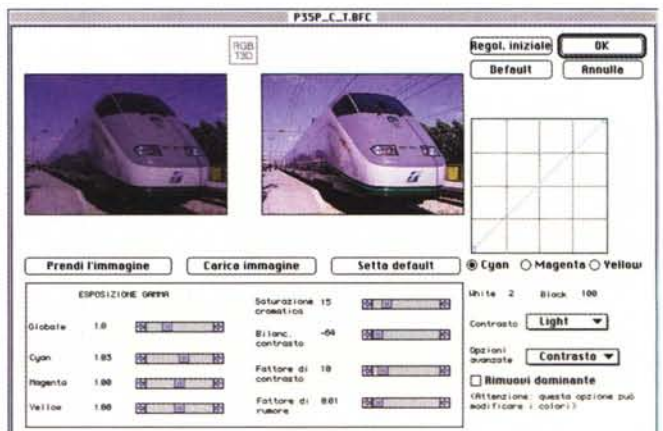 P35P_C_T.BFC
RGB
T3D
Regol. iniziale
OK
Default
Annulla
Prendi l'immagine
Carica immagine
Setta default
Cyan
Magenta
Yellow
ESPOSIZIONE GAMMA
Globale 1.0
Cyan 1.03
Magenta 1.00
Yellow 1.00
Saturazione cromatica 15
Bilanc. contrasto -64
Fattore di contrasto 10
Fattore di rumore 801
White 2 Black 100
Contrasto Light
Opzioni avanzate Contrasto
Rimuovi dominante
(Attenzione: questa opzione può
modificare i colori)